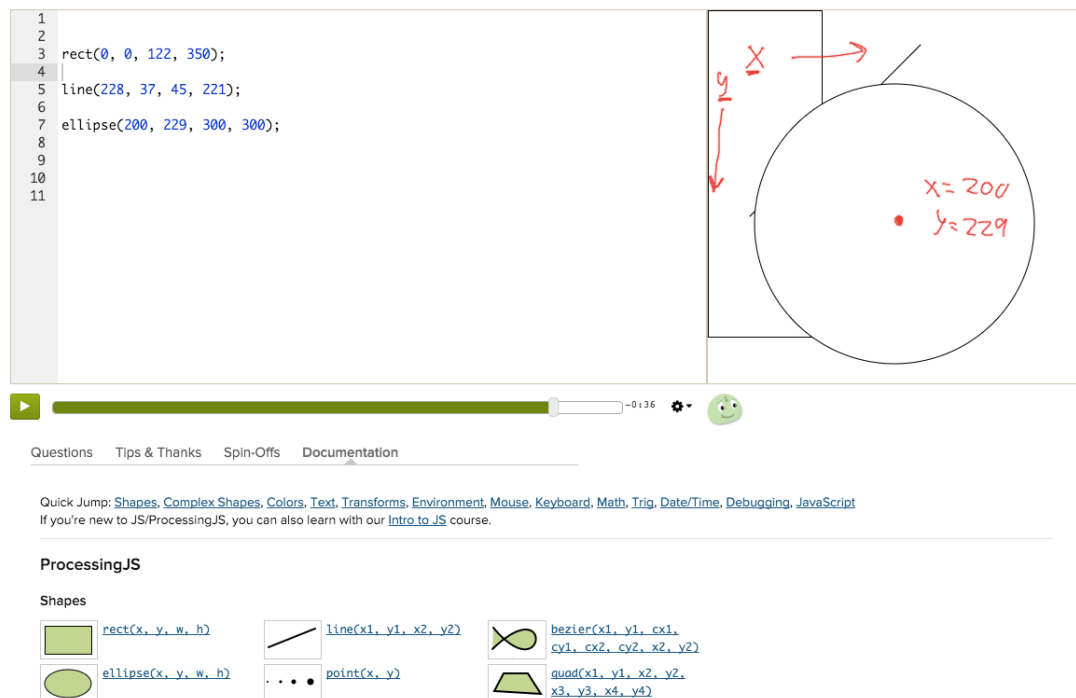 1
2
3 rect(0, 0, 122, 350);
4
5 line(228, 37, 45, 221);
6
7 ellipse(200, 229, 300, 300);
8
9
10
11
x
y
x=200
y=229
-0:36
Questions Tips & Thanks Spin-Offs Documentation
Quick Jump: Shapes, Complex Shapes, Colors, Text, Transforms, Environment, Mouse, Keyboard, Math, Trig, Date/Time, Debugging, JavaScript
If you're new to JS/ProcessingJS, you can also learn with our Intro to JS course.
ProcessingJS
Shapes
rect(x, y, w, h)
line(x1, y1, x2, y2)
bezier(x1, y1, cx1,
cy1, cx2, cy2, x2, y2)
ellipse(x, y, w, h)
point(x, y)
quad(x1, y1, x2, y2,
x3, y3, x4, y4)